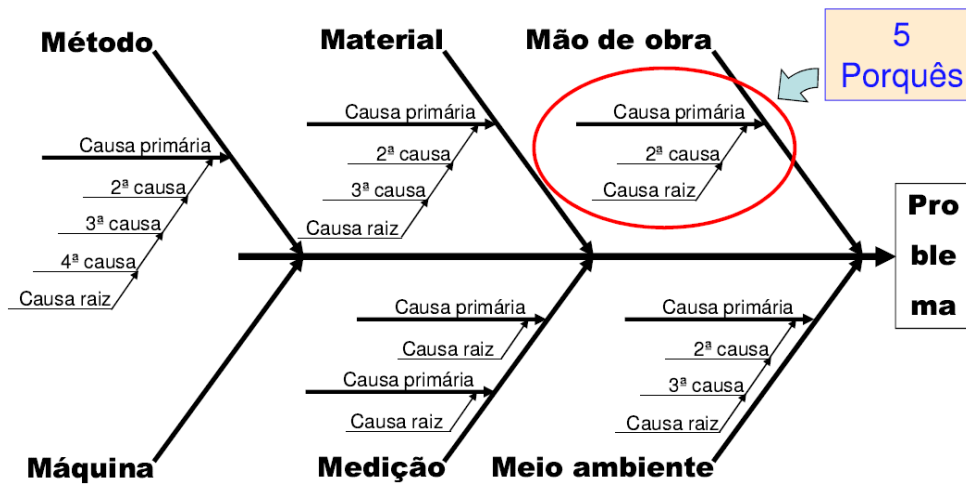 Método
Material
Mão de obra
5
Porquês
Causa primária
2ª causa
3ª causa
4ª causa
Causa raiz
Causa primária
2ª causa
3ª causa
Causa raiz
Causa primária
2ª causa
Causa raiz
Pro
ble
ma
Causa primária
Causa raiz
Causa primária
Causa raiz
Causa primária
2ª causa
3ª causa
Causa raiz
Máquina
Medição
Meio ambiente